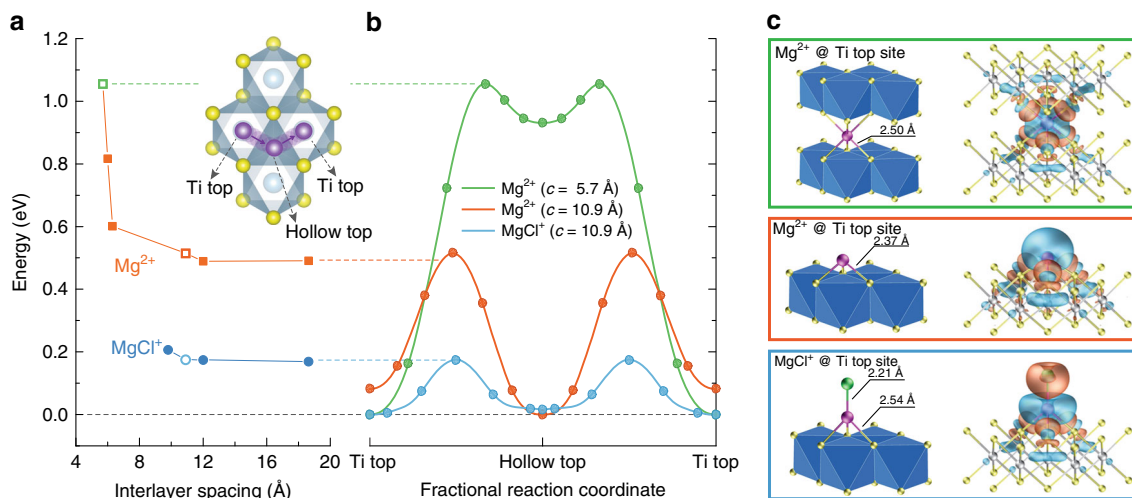 a
1.2
1.0
0.8
0.6
0.4
0.2
0.0
Energy (eV)
Ti top
Ti top
Hollow top
Mg2+
MgCl+
4
8
12
16
20
Interlayer spacing (Å)
b
Mg2+ (c = 5.7 Å)
Mg2+ (c = 10.9 Å)
MgCl+ (c = 10.9 Å)
Ti top
Hollow top
Ti top
Fractional reaction coordinate
c
Mg2+ @ Ti top site
2.50 Å
Mg2+ @ Ti top site
2.37 Å
MgCl+ @ Ti top site
2.21 Å
2.54 Å